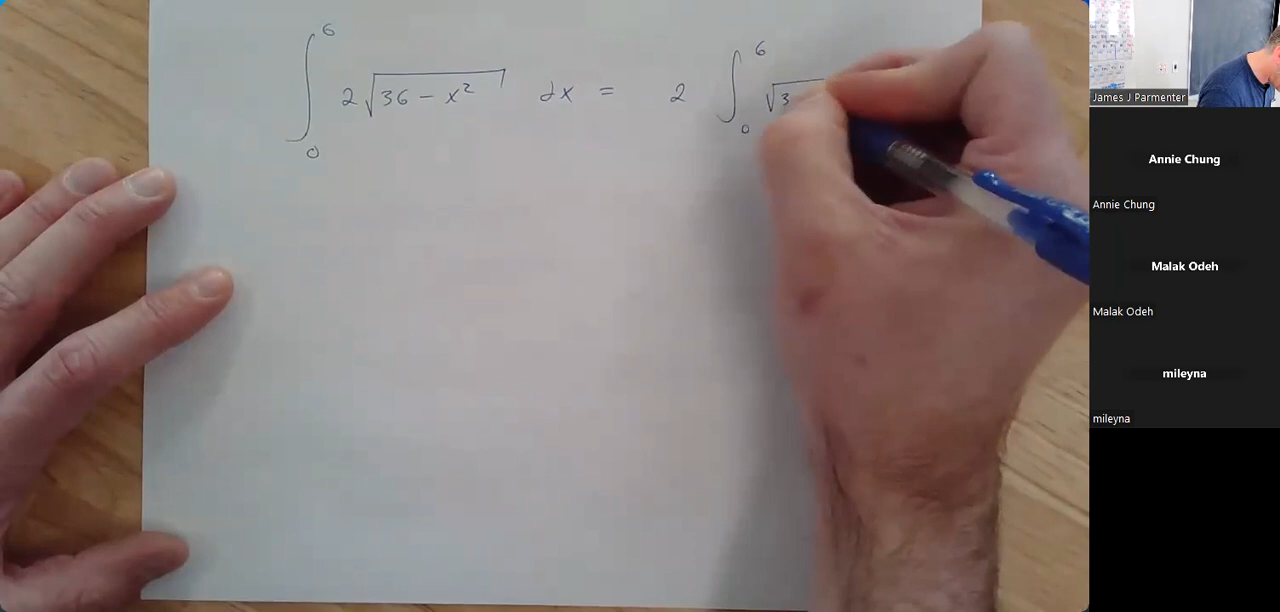 ∫₀⁶ 2√(36 - x²) dx = 2 ∫₀⁶ √3
James J Parmenter
Annie Chung
Annie Chung
Malak Odeh
Malak Odeh
mileyna
mileyna